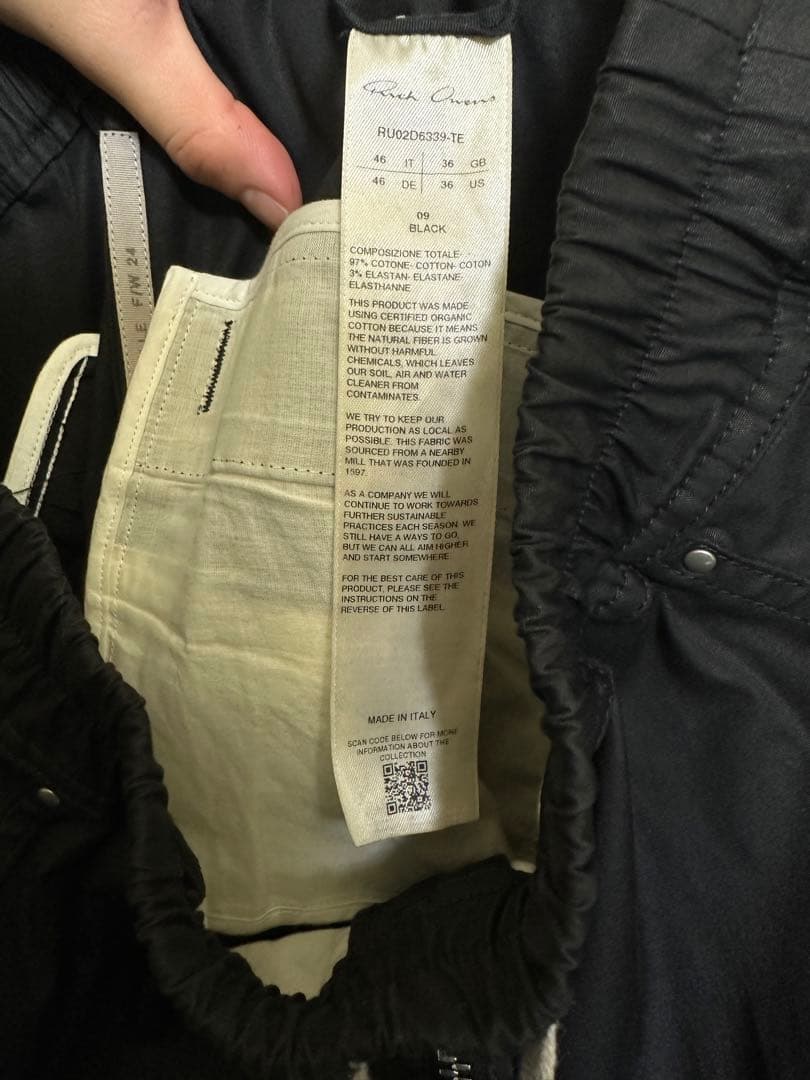 Rick Owens
RU02D6339-TE
46 IT 36 GB
46 DE 36 US
09
BLACK
COMPOSIZIONE TOTALE-
97% COTONE- COTTON- COTON
3% ELASTAN- ELASTANE-
ELASTHANNE
THIS PRODUCT WAS MADE
USING CERTIFIED ORGANIC
COTTON BECAUSE IT MEANS
THE NATURAL FIBER IS GROWN
WITHOUT HARMFUL
CHEMICALS, WHICH LEAVES
OUR SOIL, AIR AND WATER
CLEANER FROM
CONTAMINATES.
WE TRY TO KEEP OUR
PRODUCTION AS LOCAL AS
POSSIBLE. THIS FABRIC WAS
SOURCED FROM A NEARBY
MILL THAT WAS FOUNDED IN
1597.
AS A COMPANY WE WILL
CONTINUE TO WORK TOWARDS
FURTHER SUSTAINABLE
PRACTICES EACH SEASON. WE
STILL HAVE A WAYS TO GO,
BUT WE CAN ALL AIM HIGHER
AND START SOMEWHERE.
FOR THE BEST CARE OF THIS
PRODUCT, PLEASE SEE THE
INSTRUCTIONS ON THE
REVERSE OF THIS LABEL.
MADE IN ITALY
SCAN CODE BELOW FOR MORE
INFORMATION ABOUT THE
COLLECTION
F/W 24